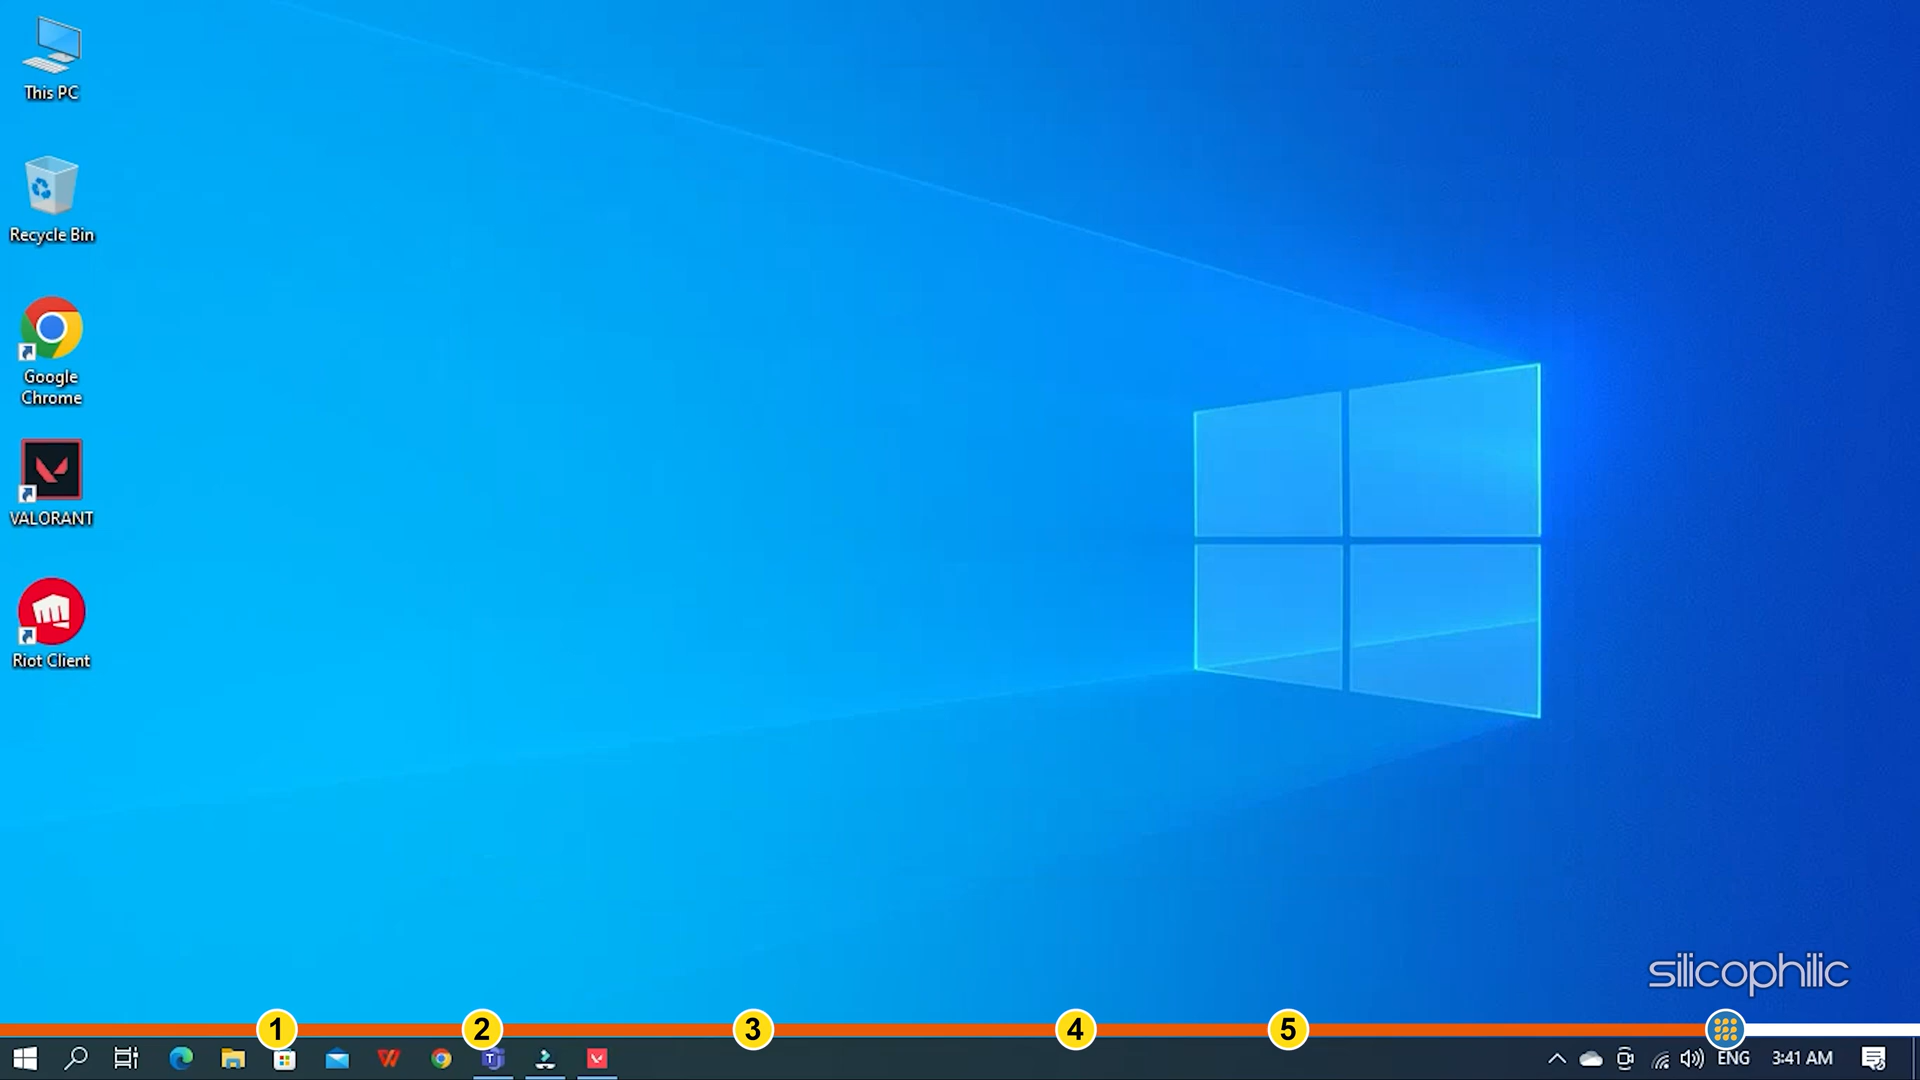 This PC
Recycle Bin
Google
Chrome
VALORANT
Riot Client
silicophilic
1 2 3 4 5
ENG 3:41 AM